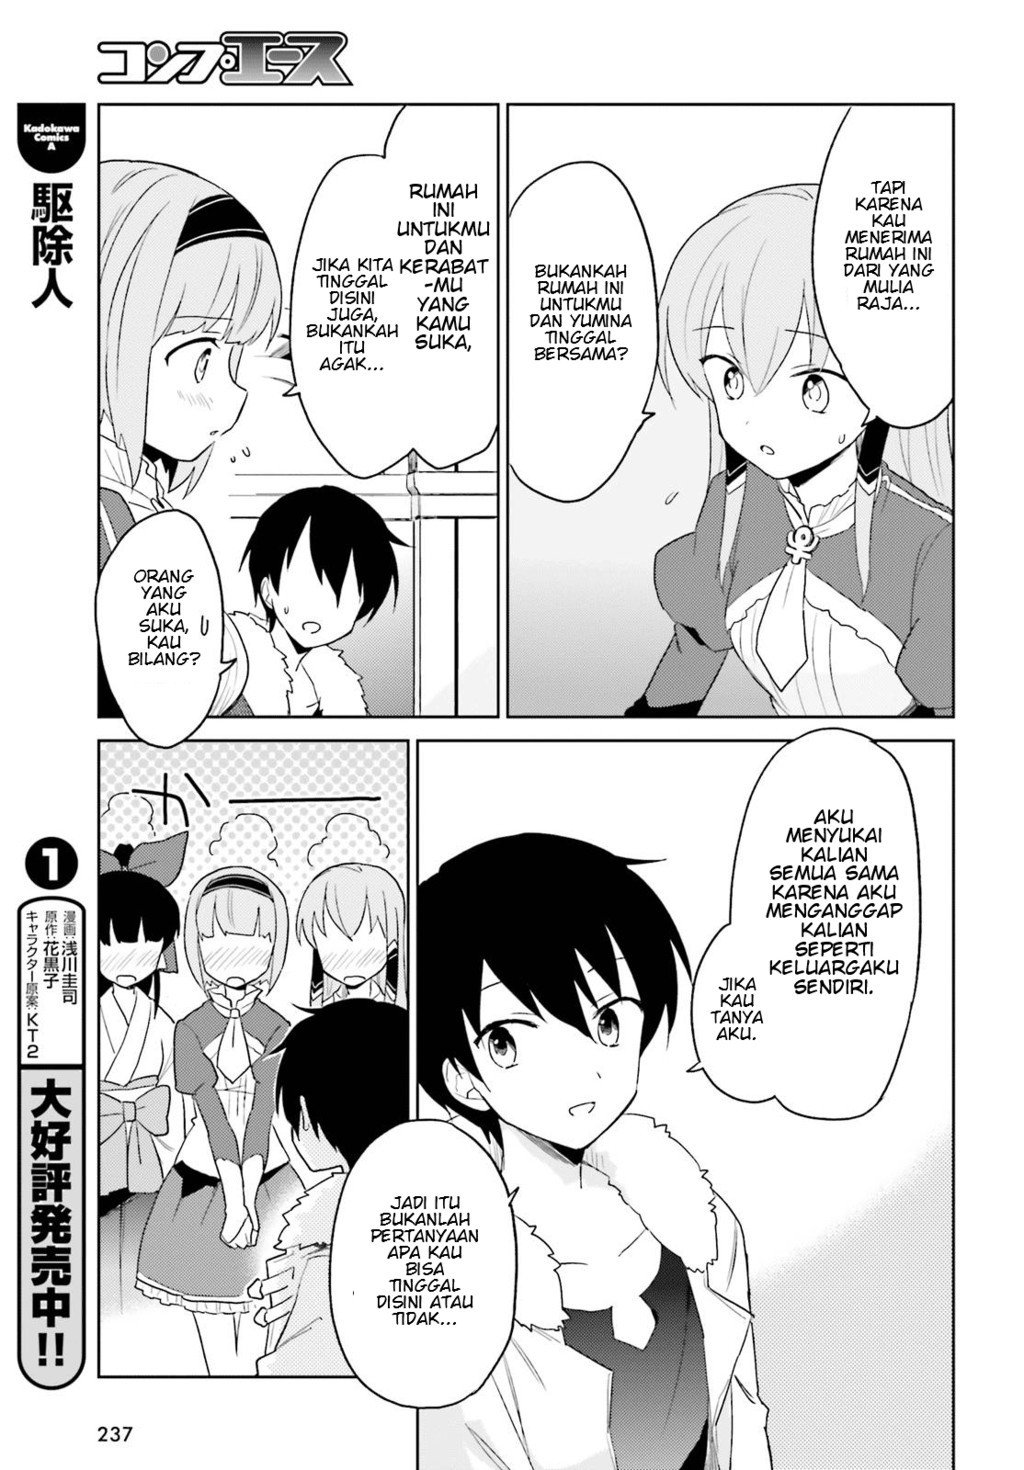 コンプ・エース
TAPI
KARENA
KAU
MENERIMA
RUMAH INI
DARI YANG
MULIA
RAJA...
BUKANKAH
RUMAH INI
UNTUKMU
DAN YUMINA
TINGGAL
BERSAMA?
RUMAH
INI
UNTUKMU
DAN
KERABAT
-MU
YANG
KAMU
SUKA,
JIKA KITA
TINGGAL
DISINI
JUGA,
BUKANKAH
ITU
AGAK...
ORANG
YANG
AKU
SUKA,
KAU
BILANG?
AKU
MENYUKAI
KALIAN
SEMUA SAMA
KARENA AKU
MENGANGGAP
KALIAN
SEPERTI
KELUARGAKU
SENDIRI.
JIKA
KAU
TANYA
AKU.
JADI ITU
BUKANLAH
PERTANYAAN
APA KAU
BISA
TINGGAL
DISINI ATAU
TIDAK...
かー
Kadokawa
Comics
A
駆除人
1
漫画:浅川圭司
原作:花黒子
キャラクター原案:KT2
大好評発売中!!
237